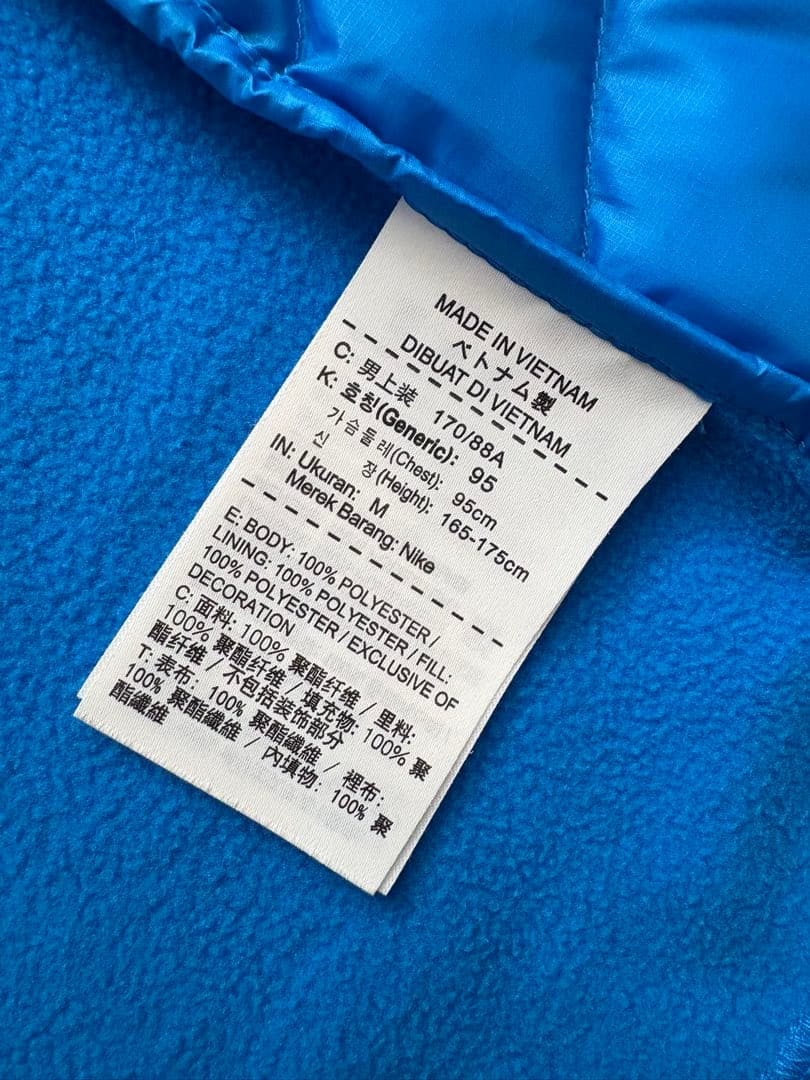 MADE IN VIETNAM
ベトナム製
DIBUAT DI VIETNAM
C: 男上装 170/88A
K: 호칭(Generic): 95
가슴둘레(Chest): 95cm
신 장(Height): 165-175cm
IN: Ukuran: M
Merek Barang: Nike
E: BODY: 100% POLYESTER /
LINING: 100% POLYESTER / FILL:
100% POLYESTER / EXCLUSIVE OF
DECORATION
C: 面料: 100% 聚酯纤维 / 里料:
100% 聚酯纤维 / 填充物: 100% 聚
酯纤维 / 不包括装饰部分
T: 表布: 100% 聚酯纖維 / 裡布:
100% 聚酯纖維 / 內填物: 100% 聚
酯纖維